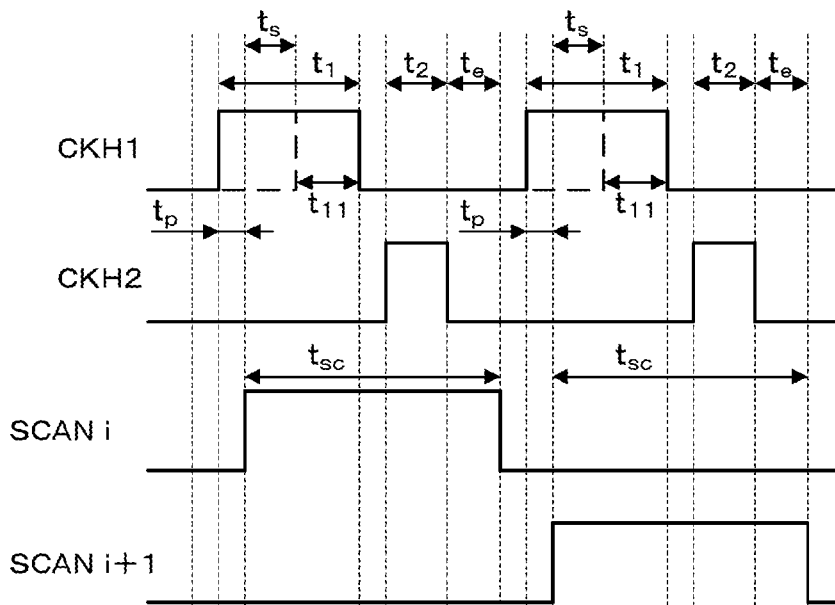 ts ts
t1 t2 te t1 t2 te
CKH1
t11 t11
tp tp
CKH2
tsc tsc
SCAN i
SCAN i+1